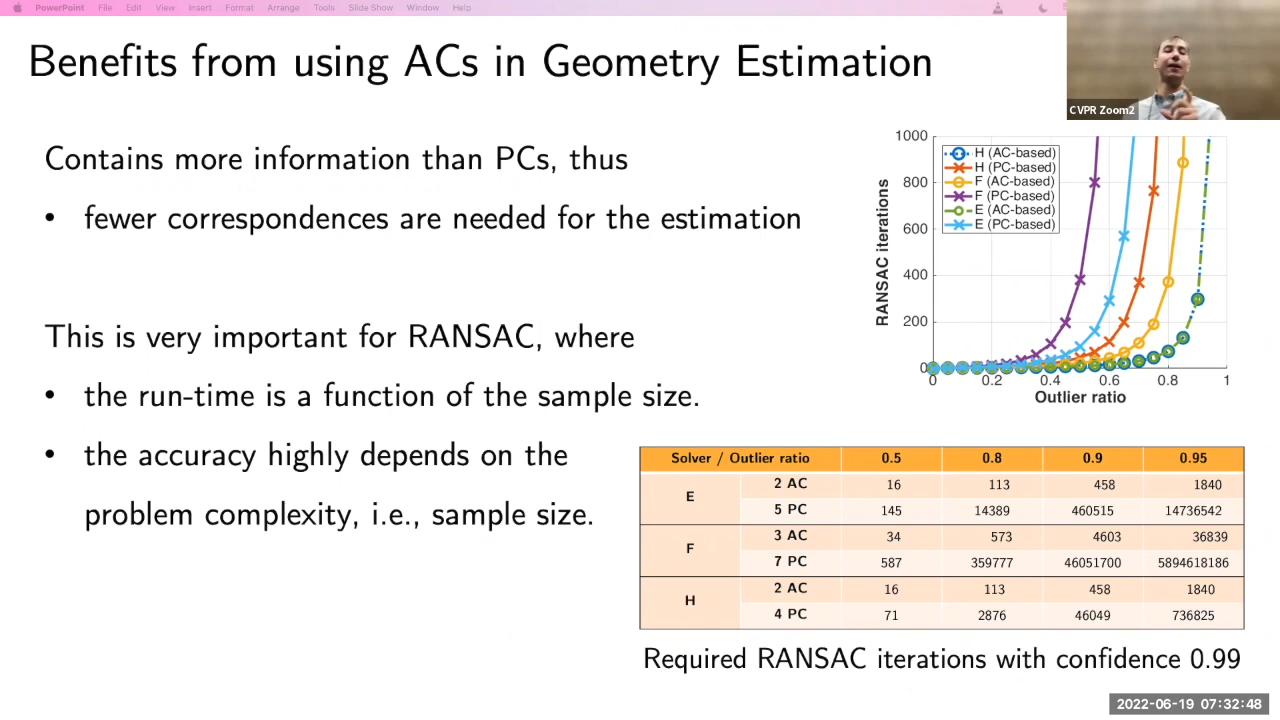 PowerPoint File Edit View Insert Format Arrange Tools Slide Show Window Help
Benefits from using ACs in Geometry Estimation
CVPR Zoom2
Contains more information than PCs, thus
• fewer correspondences are needed for the estimation
This is very important for RANSAC, where
• the run-time is a function of the sample size.
• the accuracy highly depends on the
problem complexity, i.e., sample size.
1000
800
600
400
200
0
RANSAC iterations
H (AC-based)
H (PC-based)
F (AC-based)
F (PC-based)
E (AC-based)
E (PC-based)
0 0.2 0.4 0.6 0.8 1
Outlier ratio
Solver / Outlier ratio 0.5 0.8 0.9 0.95
E 2 AC 16 113 458 1840
5 PC 145 14389 460515 14736542
F 3 AC 34 573 4603 36839
7 PC 587 359777 46051700 5894618186
H 2 AC 16 113 458 1840
4 PC 71 2876 46049 736825
Required RANSAC iterations with confidence 0.99
2022-06-19 07:32:48